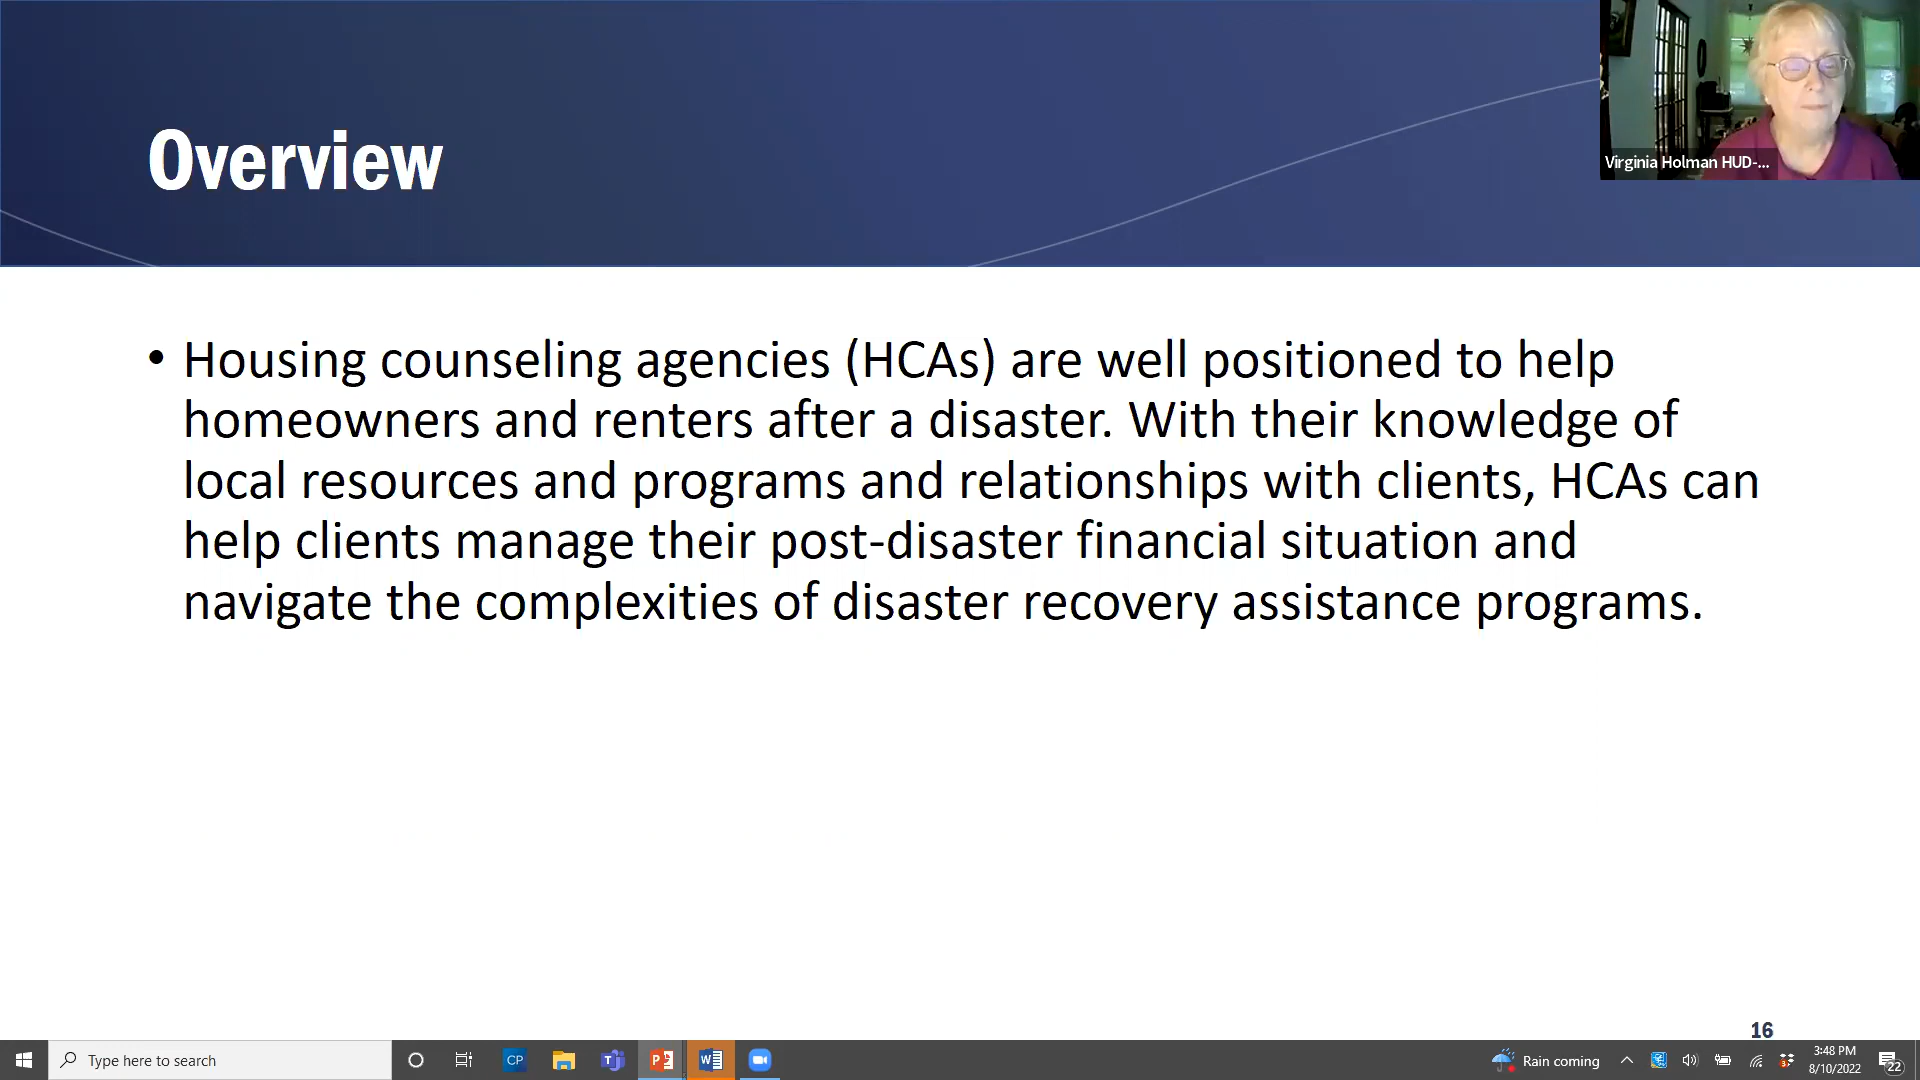 Overview
Virginia Holman HUD-...
• Housing counseling agencies (HCAs) are well positioned to help
homeowners and renters after a disaster. With their knowledge of
local resources and programs and relationships with clients, HCAs can
help clients manage their post-disaster financial situation and
navigate the complexities of disaster recovery assistance programs.
16
Type here to search
CP
Rain coming
3:48 PM
8/10/2022
22